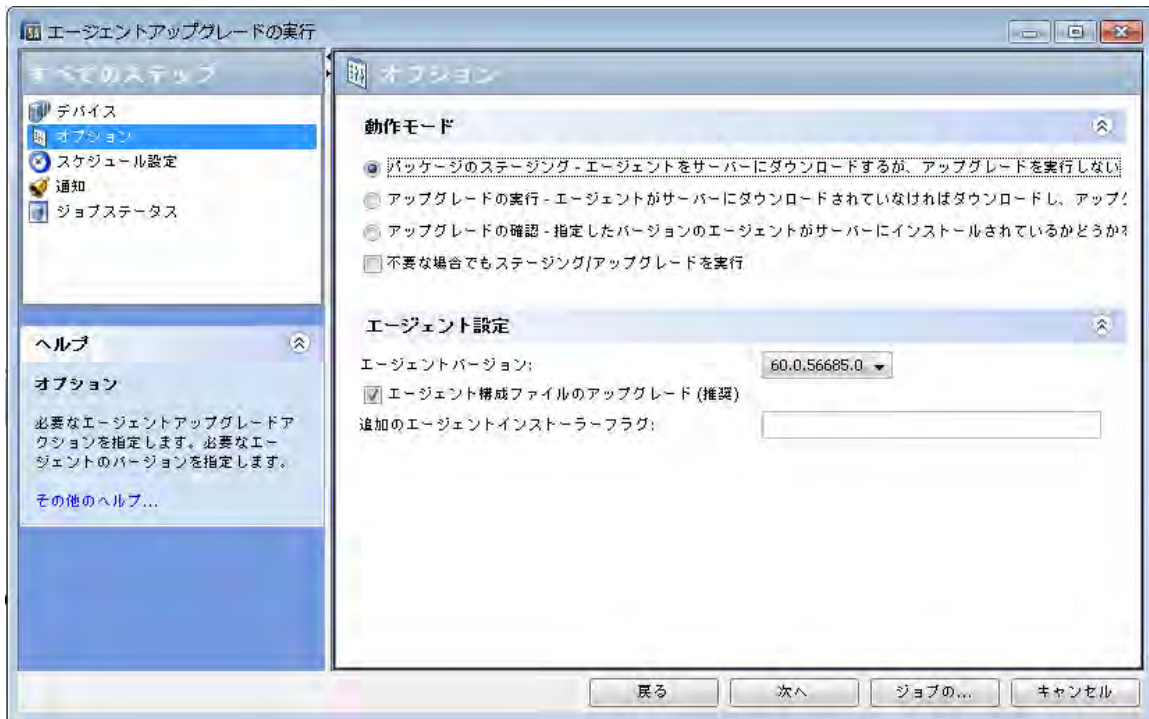 エージェントアップグレードの実行
すべてのステップ
デバイス
オプション
スケジュール設定
通知
ジョブステータス
ヘルプ
オプション
必要なエージェントアップグレードア
クションを指定します。必要なエー
ジェントのバージョンを指定します。
その他のヘルプ...
オプション
動作モード
パッケージのステージング - エージェントをサーバーにダウンロードするが、アップグレードを実行しない
アップグレードの実行 - エージェントがサーバーにダウンロードされていなければダウンロードし、アップ
アップグレードの確認 - 指定したバージョンのエージェントがサーバーにインストールされているかどうか
不要な場合でもステージング/アップグレードを実行
エージェント設定
エージェントバージョン:
60.0.56685.0
エージェント構成ファイルのアップグレード (推奨)
追加のエージェントインストーラーフラグ:
戻る
次へ
ジョブの...
キャンセル